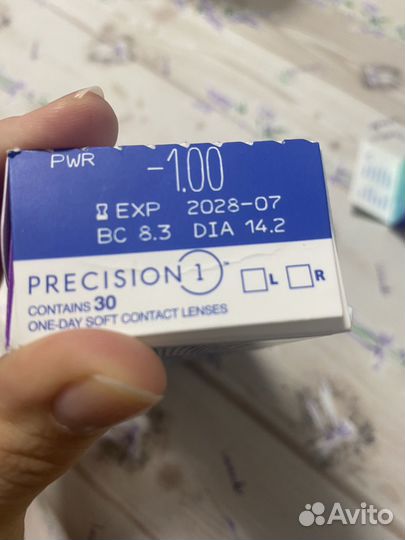 PWR -1.00
EXP 2028-07
BC 8.3 DIA 14.2
PRECISION 1™ L R
CONTAINS 30
ONE-DAY SOFT CONTACT LENSES
Avito